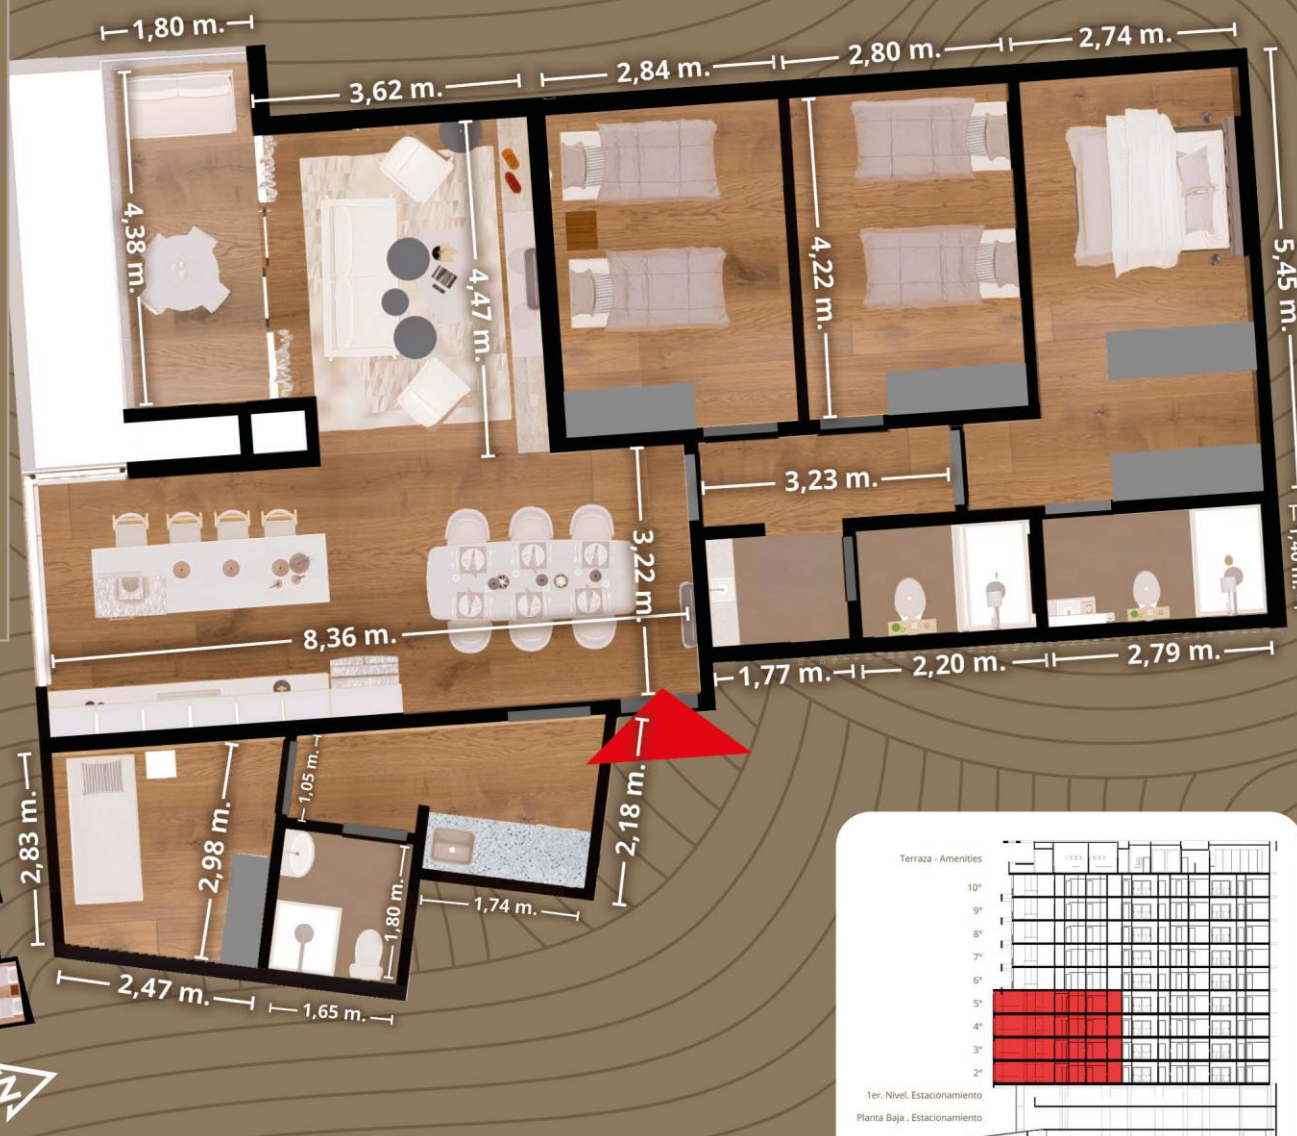 1,80 m.
3,62 m.
2,84 m.
2,80 m.
2,74 m.
4,38 m.
4,47 m.
4,22 m.
5,45 m.
3,23 m.
3,22 m.
1,40 m.
8,36 m.
1,77 m.
2,20 m.
2,79 m.
2,83 m.
2,98 m.
1,05 m.
2,18 m.
1,80 m.
1,74 m.
2,47 m.
1,65 m.
N
Terraza - Amenities
10°
9°
8°
7°
6°
5°
4°
3°
2°
1er. Nivel. Estacionamiento
Planta Baja . Estacionamiento